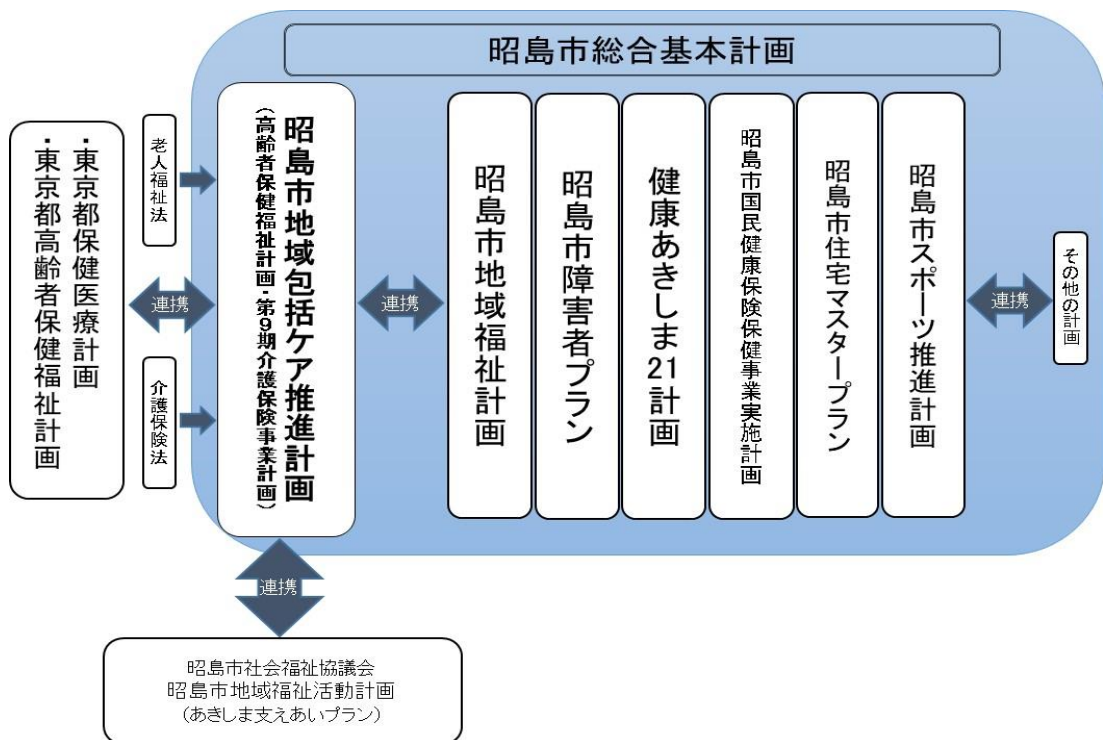 昭島市総合基本計画
・東京都保健医療計画
・東京都高齢者保健福祉計画
老人福祉法
連携
介護保険法
昭島市地域包括ケア推進計画
(高齢者保健福祉計画・第9期介護保険事業計画)
連携
昭島市地域福祉計画
昭島市障害者プラン
健康あきしま21計画
昭島市国民健康保険保健事業実施計画
昭島市住宅マスタープラン
昭島市スポーツ推進計画
連携
その他の計画
連携
昭島市社会福祉協議会
昭島市地域福祉活動計画
(あきしま支えあいプラン)